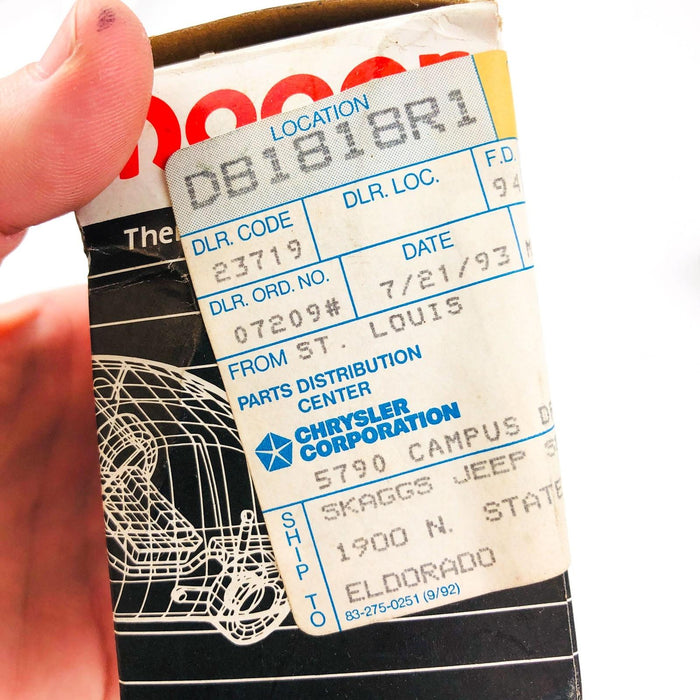 The
LOCATION
DB1818R1
DLR. CODE
23719
DLR. LOC.
F.D.
94
DLR. ORD. NO.
07209#
DATE
7/21/93
FROM ST. LOUIS
PARTS DISTRIBUTION
CENTER
CHRYSLER
CORPORATION
5790 CAMPUS
SHIP TO
SKAGGS JEEP
1900 N. STATE
ELDORADO
83-275-0251 (9/92)